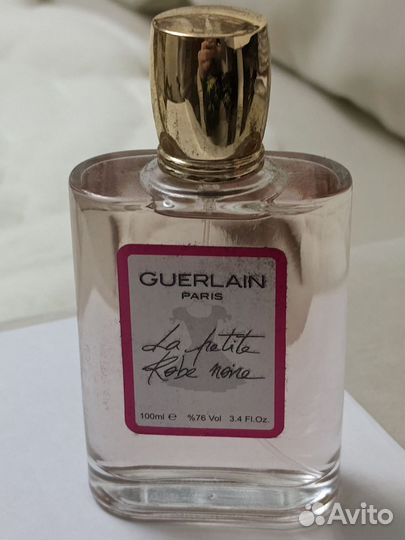 GUERLAIN
PARIS
La petite
Robe noire
100ml e %76 Vol 3.4 Fl.Oz.
Avito